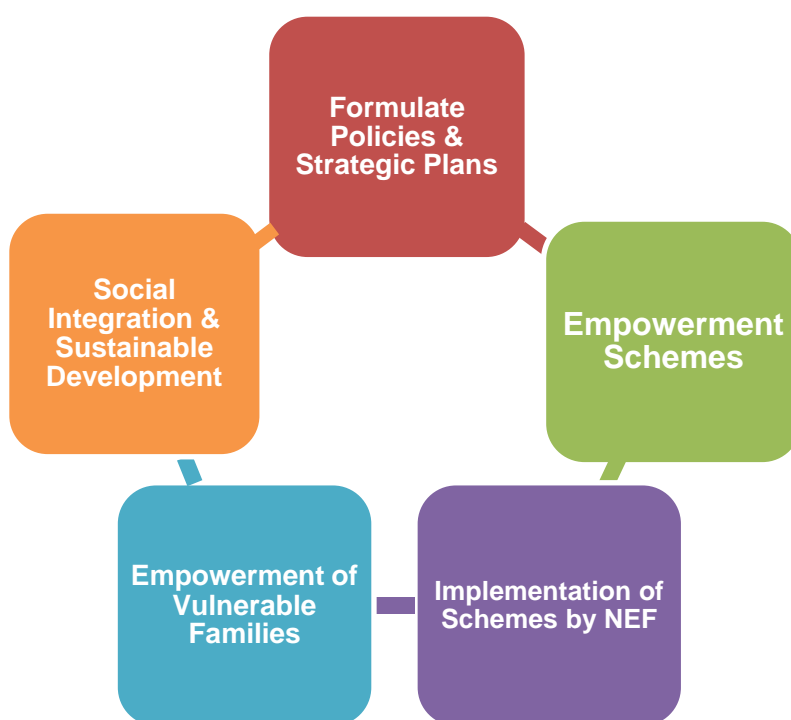 Formulate
Policies &
Strategic Plans
Empowerment
Schemes
Implementation of
Schemes by NEF
Empowerment of
Vulnerable
Families
Social
Integration &
Sustainable
Development